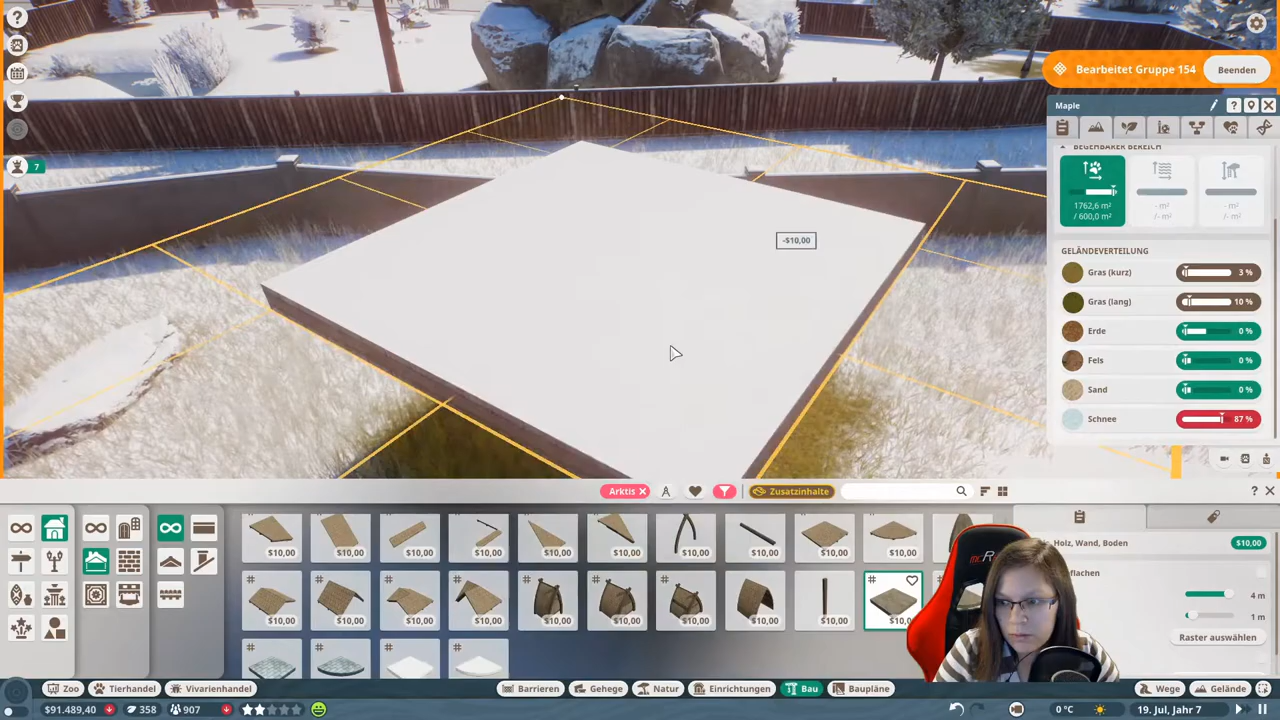 Bearbeitet Gruppe 154
Beenden
Maple
BEGEHBARER BEREICH
7
1762,6 m²
/ 600,0 m²
- m²
/- m²
- m²
/- m²
-$10,00
GELÄNDEVERTEILUNG
Gras (kurz) 3 %
Gras (lang) 10 %
Erde 0 %
Fels 0 %
Sand 0 %
Schnee 87 %
Arktis
Zusatzinhalte
$10,00 $10,00 $10,00 $10,00 $10,00 $10,00 $10,00 $10,00 $10,00 $10,00
Holz, Wand, Boden $10,00
4 m
$10,00 $10,00 $10,00 $10,00 $10,00 $10,00 $10,00 $10,00 $10,00
1 m
Raster auswählen
Zoo Tierhandel Vivarienhandel Barrieren Gehege Natur Einrichtungen Bau Baupläne Wege Gelände
$91.489,40 358 907 0 °C 19. Jul, Jahr 7